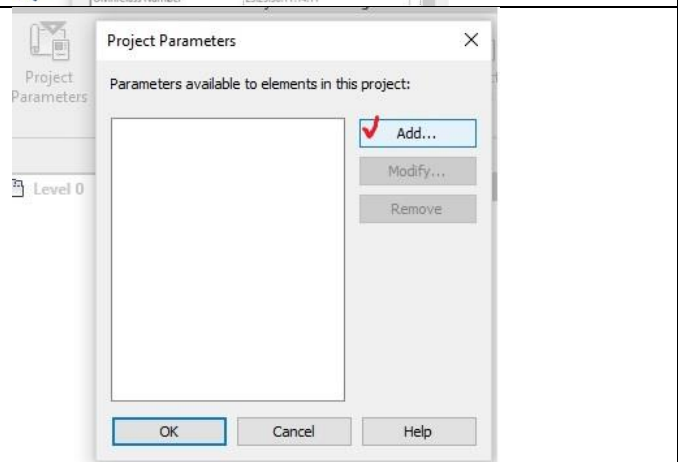 Project Parameters
Project
Parameters
Parameters available to elements in this project:
Add...
Modify...
Level 0
Remove
OK Cancel Help